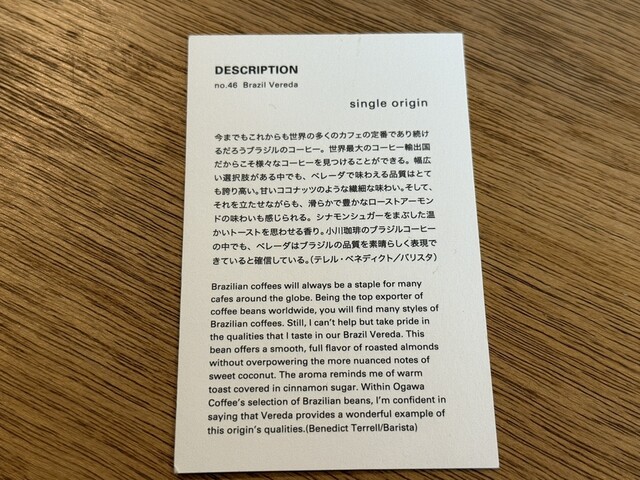 DESCRIPTION
no.46 Brazil Vereda
single origin
今までもこれからも世界の多くのカフェの定番であり続け
るだろうブラジルのコーヒー。世界最大のコーヒー輸出国
だからこそ様々なコーヒーを見つけることができる。幅広
い選択肢がある中でも、ベレーダで味わえる品質はとて
も誇り高い。甘いココナッツのような繊細な味わい。そして、
それを立たせながらも、滑らかで豊かなローストアーモン
ドの味わいも感じられる。シナモンシュガーをまぶした温
かいトーストを思わせる香り。小川珈琲のブラジルコーヒー
の中でも、ベレーダはブラジルの品質を素晴らしく表現で
きていると確信している。(テレル・ベネディクト/バリスタ)
Brazilian coffees will always be a staple for many
cafes around the globe. Being the top exporter of
coffee beans worldwide, you will find many styles of
Brazilian coffees. Still, I can't help but take pride in
the qualities that I taste in our Brazil Vereda. This
bean offers a smooth, full flavor of roasted almonds
without overpowering the more nuanced notes of
sweet coconut. The aroma reminds me of warm
toast covered in cinnamon sugar. Within Ogawa
Coffee's selection of Brazilian beans, I'm confident in
saying that Vereda provides a wonderful example of
this origin's qualities.(Benedict Terrell/Barista)